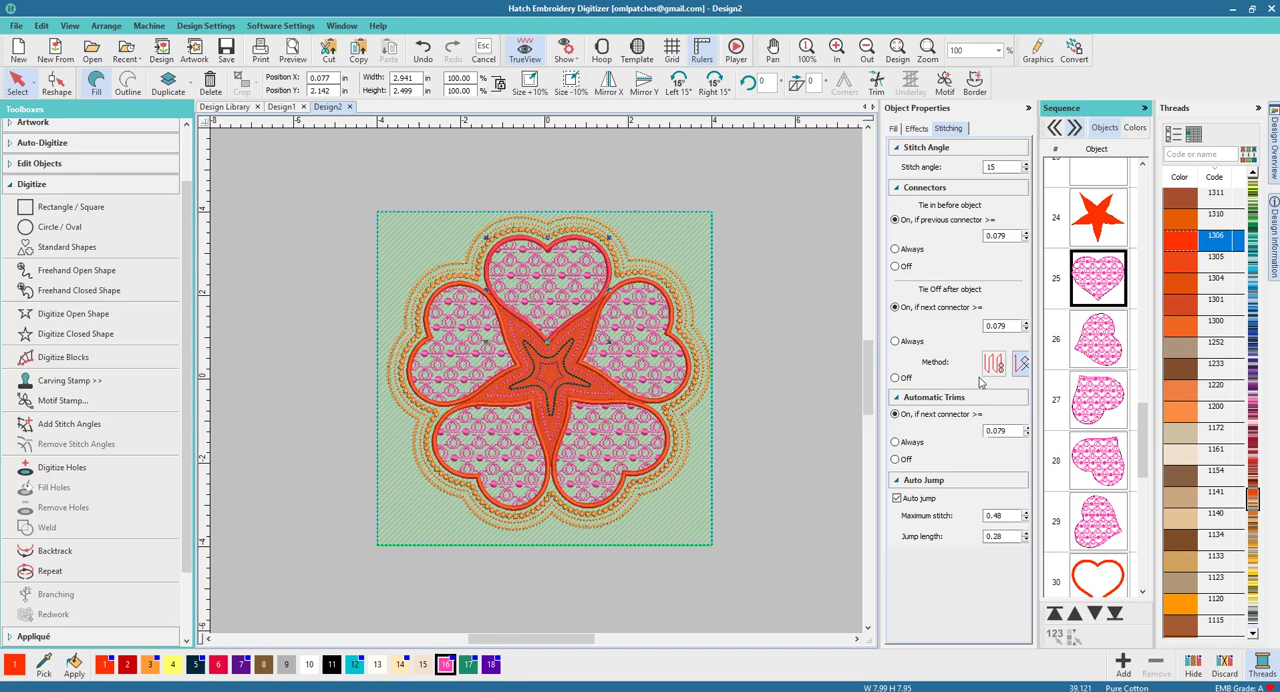 Hatch Embroidery Digitizer [omlpatches@gmail.com] - Design2
File Edit View Arrange Machine Design Settings Software Settings Window Help
New New From Open Recent Design Artwork Save Print Preview Cut Copy Paste Undo Redo Esc Cancel TrueView Show Hoop Template Grid Rulers Player Pan 100% In Out Design Zoom 100 % Graphics Convert
Select Reshape Fill Outline Duplicate Delete Crop Position X: 0.077 in Width: 2.941 in 100.00 % Size +10% Size -10% Mirror X Mirror Y Left 15° Right 15° 0 0 Corners Trim Underlay Motif Border
Position Y: 2.142 in Height: 2.499 in 100.00 %
Toolboxes
Design Library × Design1 × Design2 ×
Artwork
Auto-Digitize
Edit Objects
Digitize
Rectangle / Square
Circle / Oval
Standard Shapes
Freehand Open Shape
Freehand Closed Shape
Digitize Open Shape
Digitize Closed Shape
Digitize Blocks
Carving Stamp >>
Motif Stamp...
Add Stitch Angles
Remove Stitch Angles
Digitize Holes
Fill Holes
Remove Holes
Weld
Backtrack
Repeat
Branching
Redwork
Appliqué
Object Properties
Fill Effects Stitching
Stitch Angle
Stitch angle: 15
Connectors
Tie in before object
On, if previous connector >=
0.079
Always
Off
Tie Off after object
On, if next connector >=
0.079
Always
Method:
Off
Automatic Trims
On, if next connector >=
0.079
Always
Off
Auto Jump
Auto jump
Maximum stitch: 0.48
Jump length: 0.28
Sequence
Objects Colors
# Object
24
25
26
27
28
29
30
123
Threads
Code or name
Color Code
1311
1310
1306
1305
1304
1301
1300
1252
1233
1220
1200
1172
1161
1154
1141
1140
1134
1133
1123
1120
1115
Design Overview
Design Information
1 Pick Apply 1 2 3 4 5 6 7 8 9 10 11 12 13 14 15 16 17 18 Add Remove Hide Discard Threads
W 7.99 H 7.95 39,121 Pure Cotton EMB Grade: A